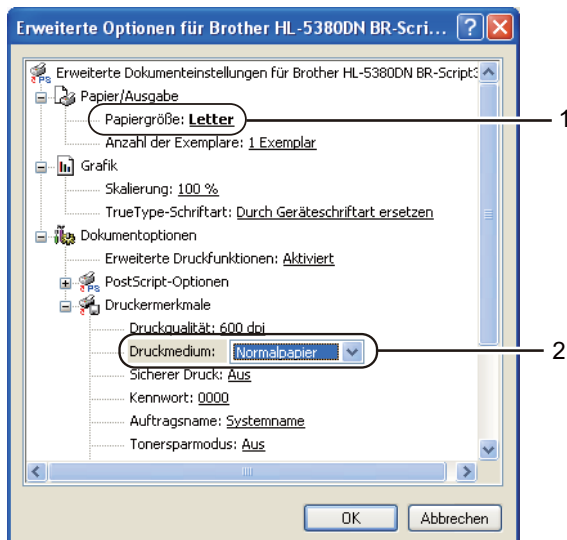 Erweiterte Optionen für Brother HL-5380DN BR-Scri...
Erweiterte Dokumenteinstellungen für Brother HL-5380DN BR-Script3
Papier/Ausgabe
Papiergröße: Letter
1
Anzahl der Exemplare: 1 Exemplar
Grafik
Skalierung: 100 %
TrueType-Schriftart: Durch Geräteschriftart ersetzen
Dokumentoptionen
Erweiterte Druckfunktionen: Aktiviert
PostScript-Optionen
Druckermerkmale
Druckqualität: 600 dpi
Druckmedium: Normalpapier
2
Sicherer Druck: Aus
Kennwort: 0000
Auftragsname: Systemname
Tonersparmodus: Aus
OK
Abbrechen